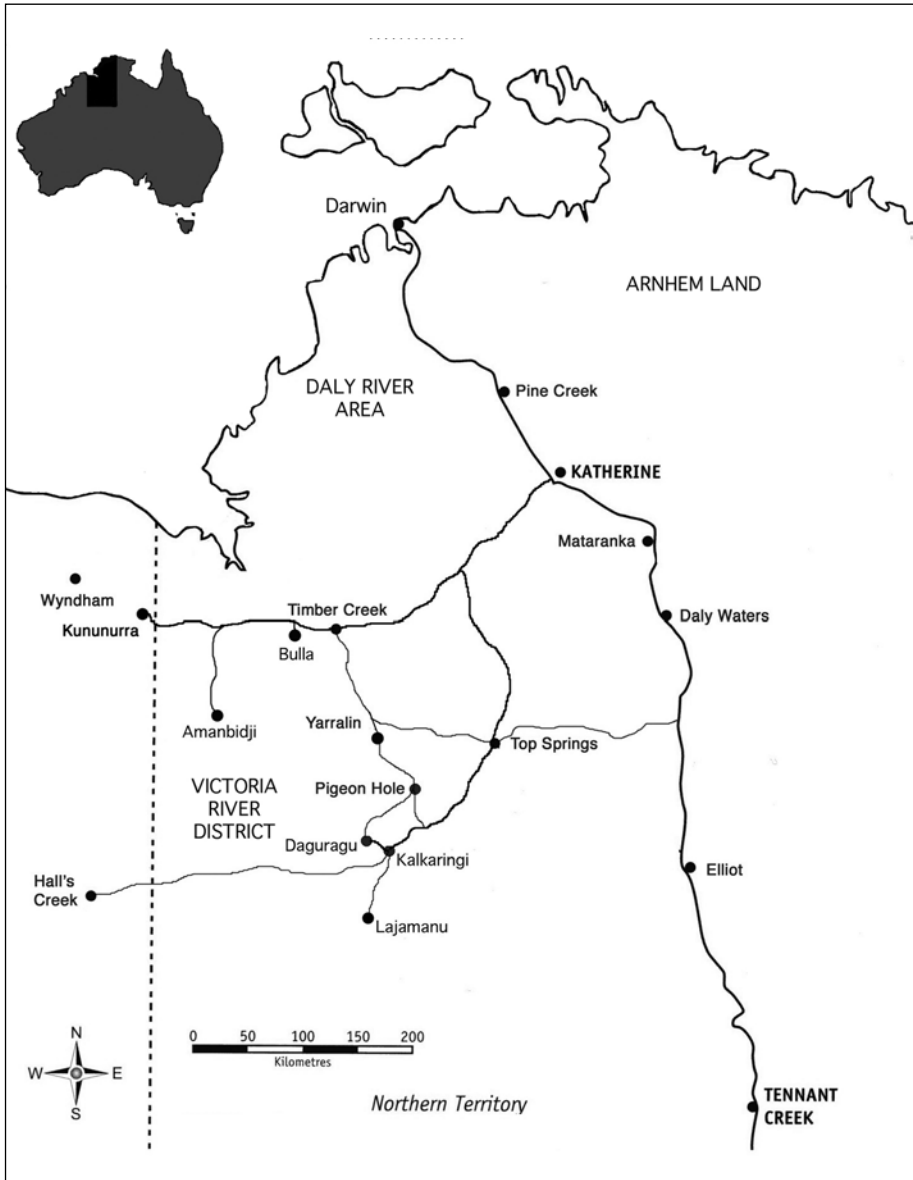 Darwin
ARNHEM LAND
DALY RIVER
AREA
Pine Creek
KATHERINE
Mataranka
Wyndham
Kununurra
Timber Creek
Daly Waters
Bulla
Amanbidji
Yarralin
Top Springs
VICTORIA
RIVER
DISTRICT
Pigeon Hole
Daguragu
Kalkaringi
Elliot
Hall's
Creek
Lajamanu
0 50 100 150 200
Kilometres
N
W E
S
Northern Territory
TENNANT
CREEK